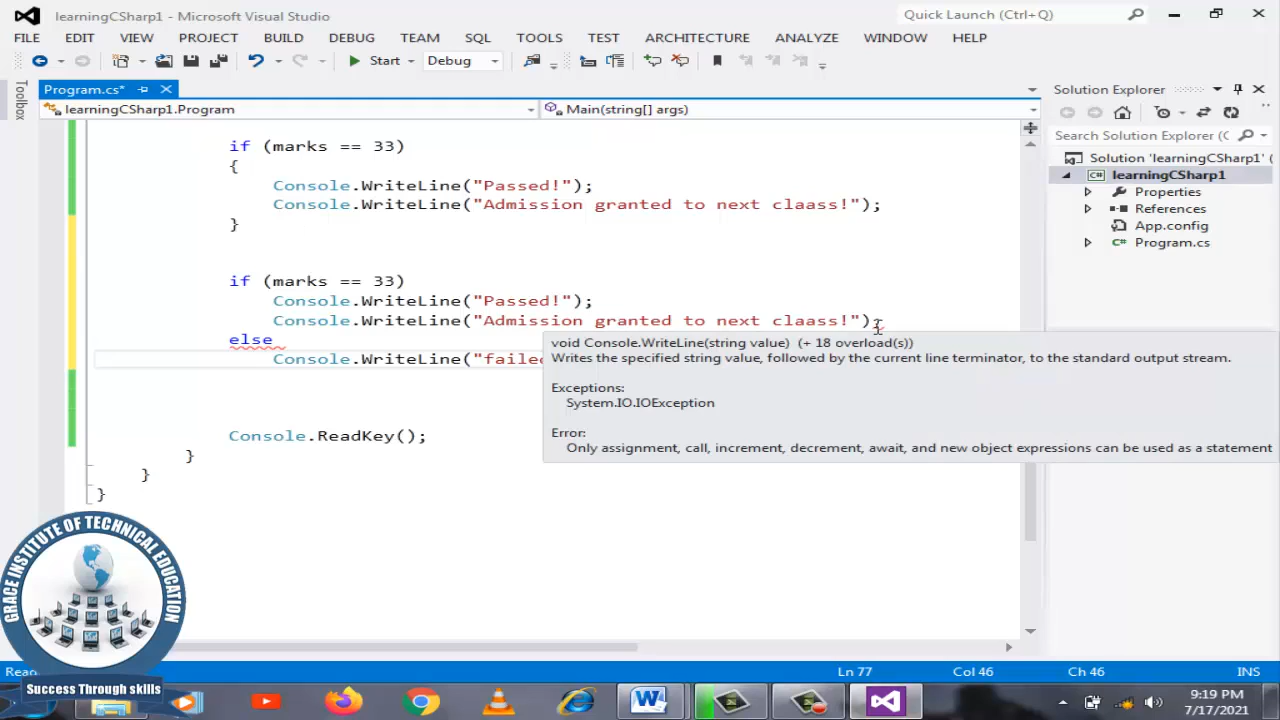 learningCSharp1 - Microsoft Visual Studio
Quick Launch (Ctrl+Q)
FILE EDIT VIEW PROJECT BUILD DEBUG TEAM SQL TOOLS TEST ARCHITECTURE ANALYZE WINDOW HELP
Start Debug
Toolbox
Program.cs*
learningCSharp1.Program
Main(string[] args)
if (marks == 33)
{
Console.WriteLine("Passed!");
Console.WriteLine("Admission granted to next claass!");
}
if (marks == 33)
Console.WriteLine("Passed!");
Console.WriteLine("Admission granted to next claass!");
else
Console.WriteLine("failed
void Console.WriteLine(string value) (+ 18 overload(s))
Writes the specified string value, followed by the current line terminator, to the standard output stream.
Exceptions:
System.IO.IOException
Error:
Only assignment, call, increment, decrement, await, and new object expressions can be used as a statement
Console.ReadKey();
}
}
}
Solution Explorer
Search Solution Explorer (C
Solution 'learningCSharp1' (
learningCSharp1
Properties
References
App.config
Program.cs
GRACE INSTITUTE OF TECHNICAL EDUCATION
Success Through skills
Ln 77 Col 46 Ch 46 INS
9:19 PM
7/17/2021